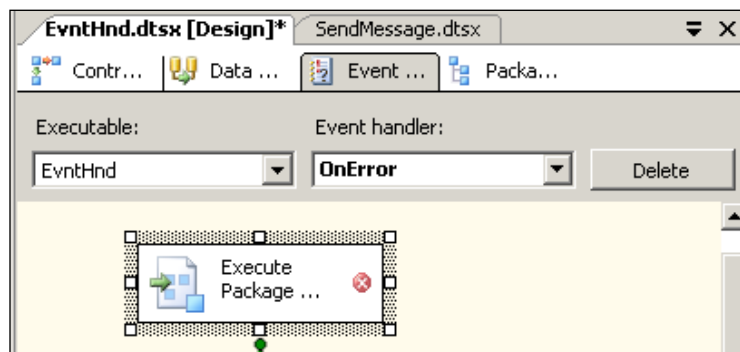 EvntHnd.dtsx [Design]* SendMessage.dtsx
Contr... Data ... Event ... Packa...
Executable: Event handler:
EvntHnd OnError Delete
Execute
Package ...